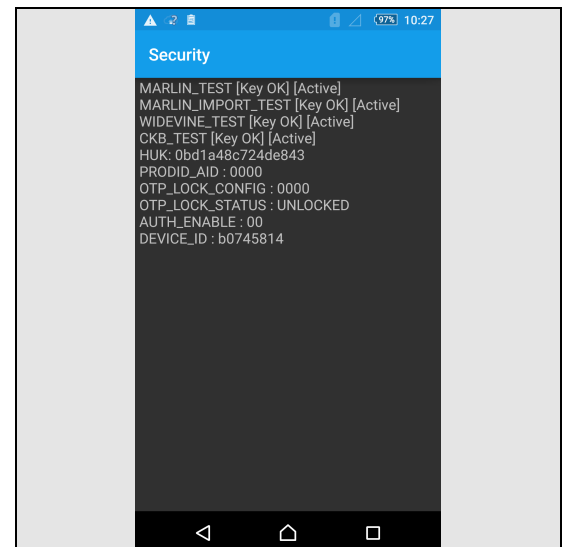 97% 10:27
Security
MARLIN_TEST [Key OK] [Active]
MARLIN_IMPORT_TEST [Key OK] [Active]
WIDEVINE_TEST [Key OK] [Active]
CKB_TEST [Key OK] [Active]
HUK: 0bd1a48c724de843
PRODID_AID : 0000
OTP_LOCK_CONFIG : 0000
OTP_LOCK_STATUS : UNLOCKED
AUTH_ENABLE : 00
DEVICE_ID : b0745814